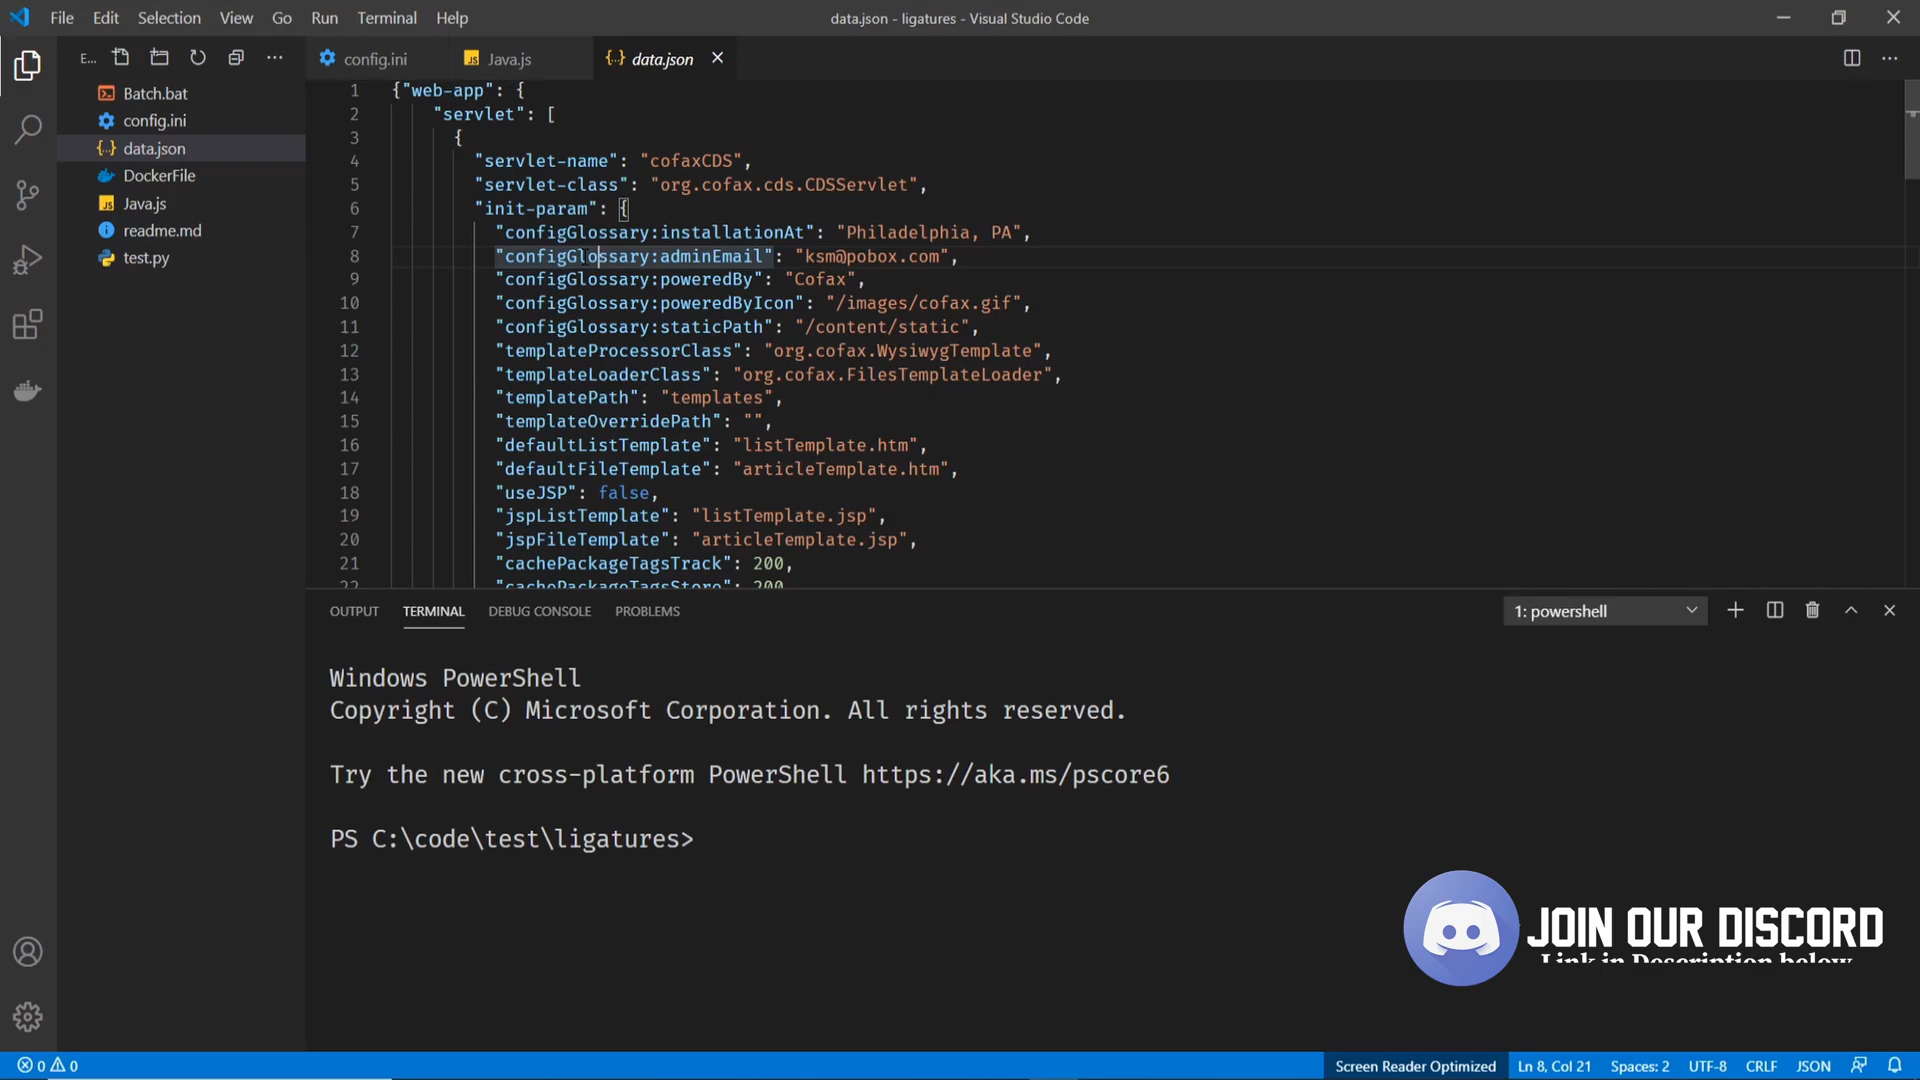 File Edit Selection View Go Run Terminal Help
data.json - ligatures - Visual Studio Code
E...
config.ini
Java.js
data.json
Batch.bat
config.ini
data.json
DockerFile
Java.js
readme.md
test.py
1 {"web-app": {
2 "servlet": [
3 {
4 "servlet-name": "cofaxCDS",
5 "servlet-class": "org.cofax.cds.CDSServlet",
6 "init-param": {
7 "configGlossary:installationAt": "Philadelphia, PA",
8 "configGlossary:adminEmail": "ksm@pobox.com",
9 "configGlossary:poweredBy": "Cofax",
10 "configGlossary:poweredByIcon": "/images/cofax.gif",
11 "configGlossary:staticPath": "/content/static",
12 "templateProcessorClass": "org.cofax.WysiwygTemplate",
13 "templateLoaderClass": "org.cofax.FilesTemplateLoader",
14 "templatePath": "templates",
15 "templateOverridePath": "",
16 "defaultListTemplate": "listTemplate.htm",
17 "defaultFileTemplate": "articleTemplate.htm",
18 "useJSP": false,
19 "jspListTemplate": "listTemplate.jsp",
20 "jspFileTemplate": "articleTemplate.jsp",
21 "cachePackageTagsTrack": 200,
22 "cachePackageTagsStore": 200
OUTPUT TERMINAL DEBUG CONSOLE PROBLEMS
1: powershell
Windows PowerShell
Copyright (C) Microsoft Corporation. All rights reserved.
Try the new cross-platform PowerShell https://aka.ms/pscore6
PS C:\code\test\ligatures>
JOIN OUR DISCORD
Link in Description below
0 0
Screen Reader Optimized Ln 8, Col 21 Spaces: 2 UTF-8 CRLF JSON